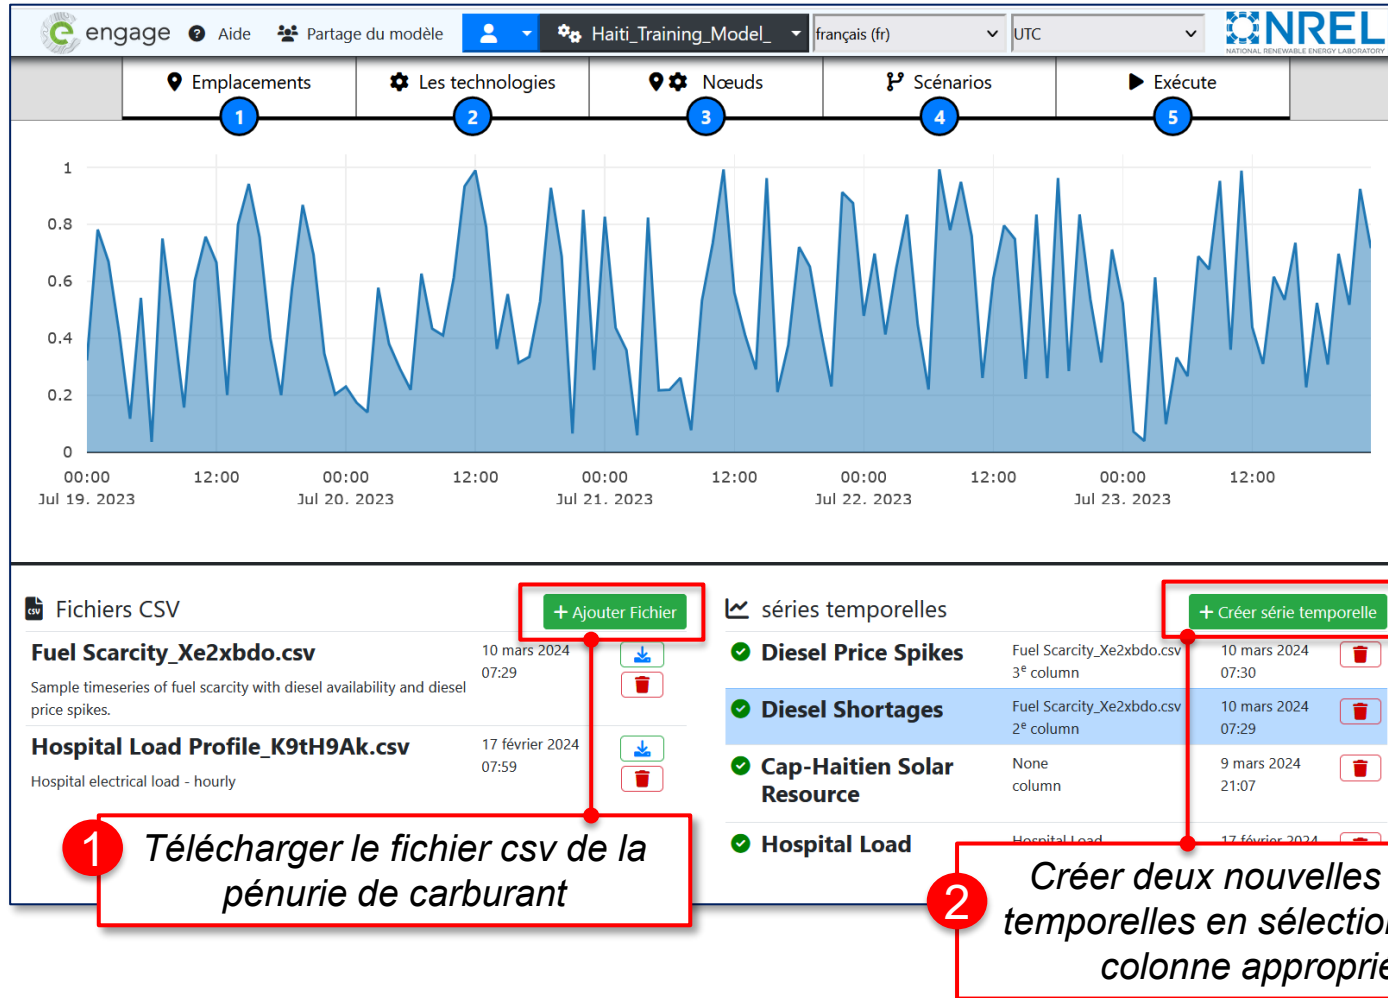 engage Aide Partage du modèle Haiti_Training_Model_ français (fr) UTC NREL
NATIONAL RENEWABLE ENERGY LABORATORY
Emplacements Les technologies Nœuds Scénarios Exécute
1 2 3 4 5
1
0.8
0.6
0.4
0.2
0
00:00 12:00 00:00 12:00 00:00 12:00 00:00 12:00 00:00 12:00
Jul 19. 2023 Jul 20. 2023 Jul 21. 2023 Jul 22. 2023 Jul 23. 2023
CSV Fichiers CSV + Ajouter Fichier
Fuel Scarcity_Xe2xbdo.csv 10 mars 2024
07:29
Sample timeseries of fuel scarcity with diesel availability and diesel
price spikes.
Hospital Load Profile_K9tH9Ak.csv 17 février 2024
07:59
Hospital electrical load - hourly
1 Télécharger le fichier csv de la
pénurie de carburant
séries temporelles + Créer série temporelle
Diesel Price Spikes Fuel Scarcity_Xe2xbdo.csv 10 mars 2024
3e column 07:30
Diesel Shortages Fuel Scarcity_Xe2xbdo.csv 10 mars 2024
2e column 07:29
Cap-Haitien Solar None 9 mars 2024
Resource column 21:07
Hospital Load Hospital Load 17 février 2024
2 Créer deux nouvelles
temporelles en sélection
colonne approprié